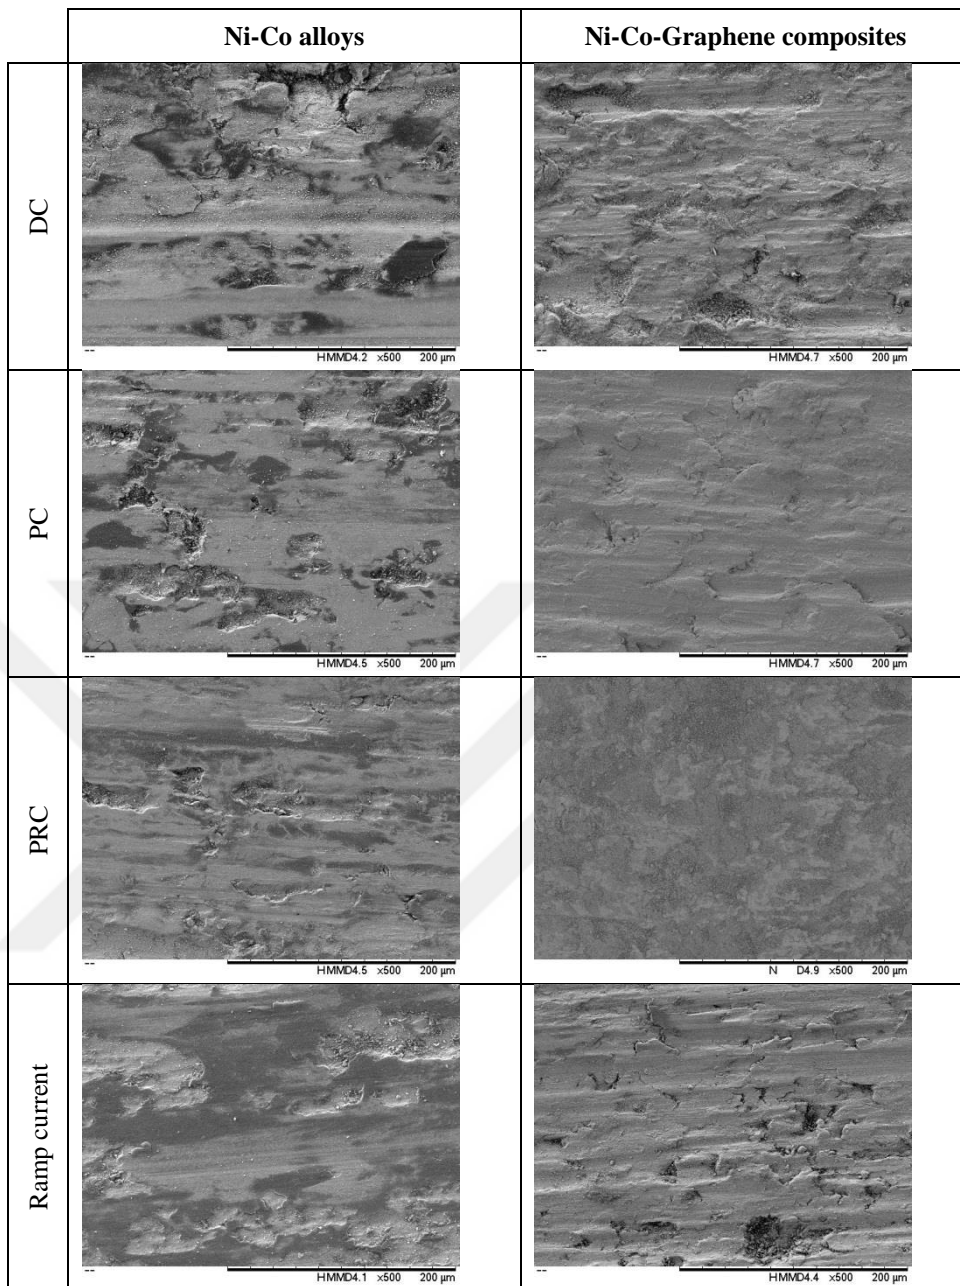 Ni-Co alloys Ni-Co-Graphene composites
DC
--
HMMD4.2 x500 200 µm
--
HMMD4.7 x500 200 µm
PC
--
HMMD4.5 x500 200 µm
--
HMMD4.7 x500 200 µm
PRC
--
HMMD4.5 x500 200 µm
--
N D4.9 x500 200 µm
Ramp current
--
HMMD4.1 x500 200 µm
--
HMMD4.4 x500 200 µm